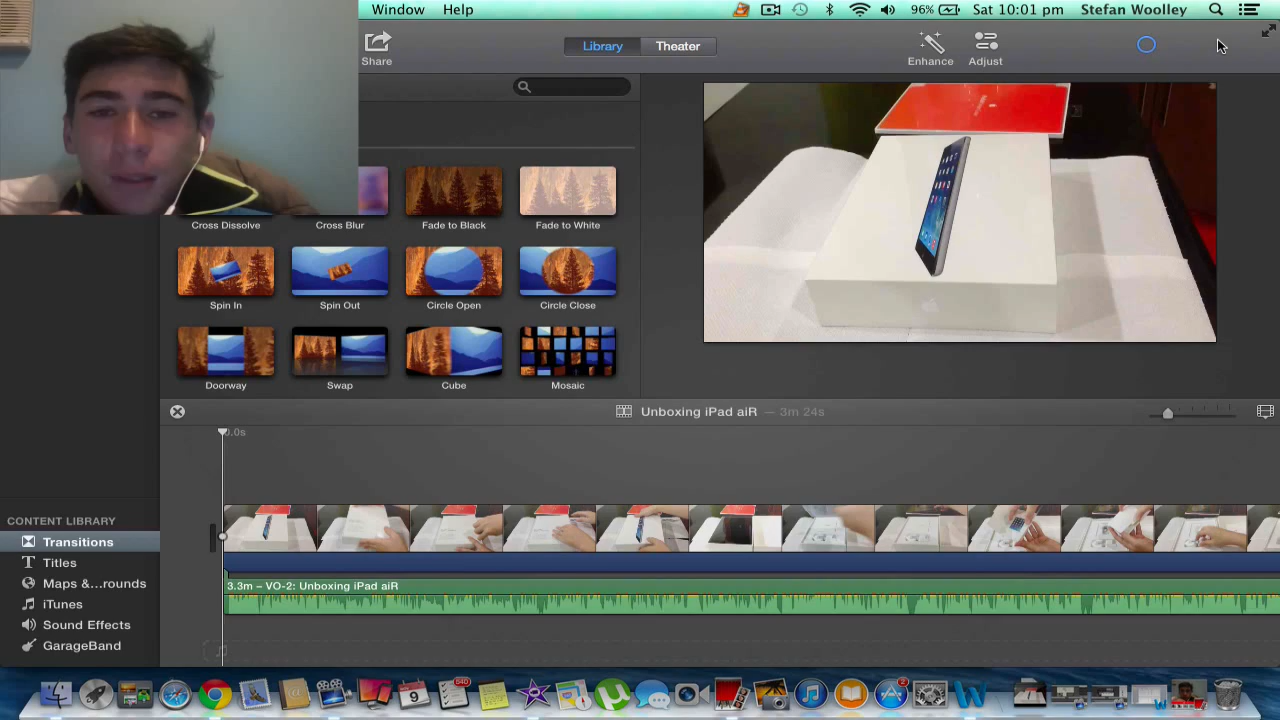 Window Help 96% Sat 10:01 pm Stefan Woolley
Share Library Theater Enhance Adjust
Cross Dissolve Cross Blur Fade to Black Fade to White
Spin In Spin Out Circle Open Circle Close
Doorway Swap Cube Mosaic
Unboxing iPad aiR — 3m 24s
0.0s
CONTENT LIBRARY
Transitions
Titles
Maps &...rounds
iTunes
Sound Effects
GarageBand
3.3m – VO-2: Unboxing iPad aiR
9
640
2